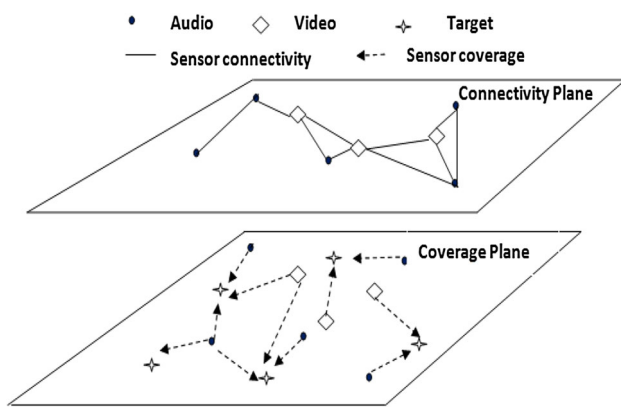 Audio Video Target
Sensor connectivity Sensor coverage
Connectivity Plane
Coverage Plane